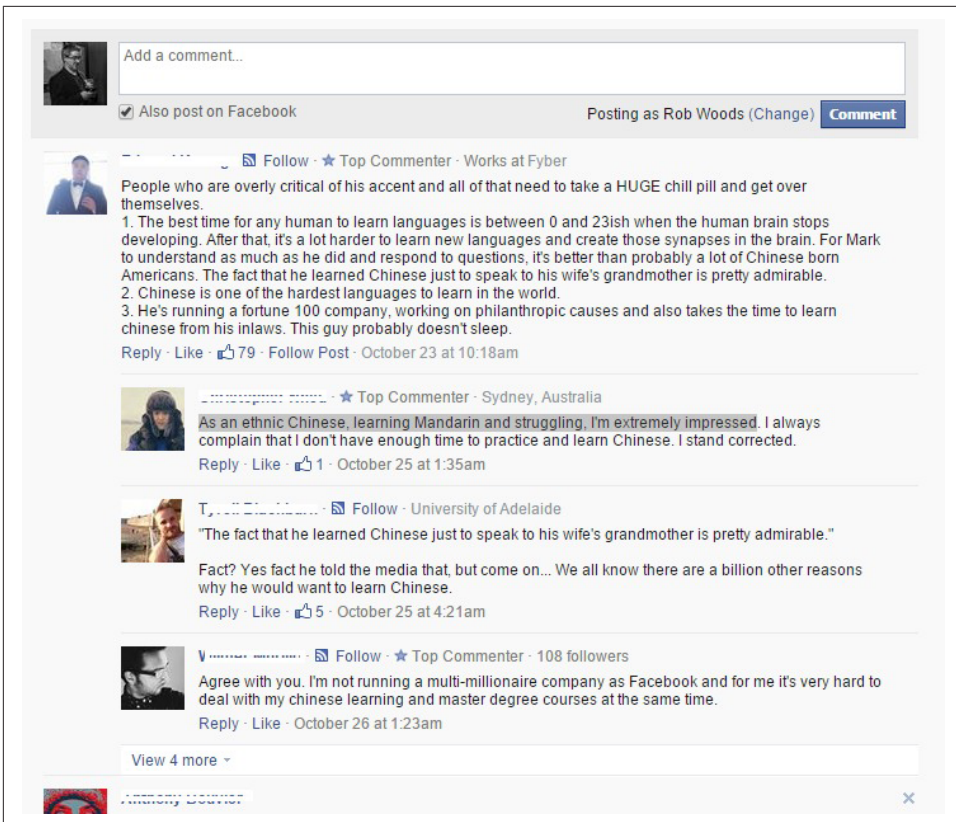 Add a comment...
Also post on Facebook
Posting as Rob Woods (Change) Comment
Follow · Top Commenter · Works at Fyber
People who are overly critical of his accent and all of that need to take a HUGE chill pill and get over
themselves.
1. The best time for any human to learn languages is between 0 and 23ish when the human brain stops
developing. After that, it's a lot harder to learn new languages and create those synapses in the brain. For Mark
to understand as much as he did and respond to questions, it's better than probably a lot of Chinese born
Americans. The fact that he learned Chinese just to speak to his wife's grandmother is pretty admirable.
2. Chinese is one of the hardest languages to learn in the world.
3. He's running a fortune 100 company, working on philanthropic causes and also takes the time to learn
chinese from his inlaws. This guy probably doesn't sleep.
Reply · Like · 79 · Follow Post · October 23 at 10:18am
Top Commenter · Sydney, Australia
As an ethnic Chinese, learning Mandarin and struggling, I'm extremely impressed. I always
complain that I don't have enough time to practice and learn Chinese. I stand corrected.
Reply · Like · 1 · October 25 at 1:35am
Follow · University of Adelaide
"The fact that he learned Chinese just to speak to his wife's grandmother is pretty admirable."
Fact? Yes fact he told the media that, but come on... We all know there are a billion other reasons
why he would want to learn Chinese.
Reply · Like · 5 · October 25 at 4:21am
Follow · Top Commenter · 108 followers
Agree with you. I'm not running a multi-millionaire company as Facebook and for me it's very hard to
deal with my chinese learning and master degree courses at the same time.
Reply · Like · October 26 at 1:23am
View 4 more